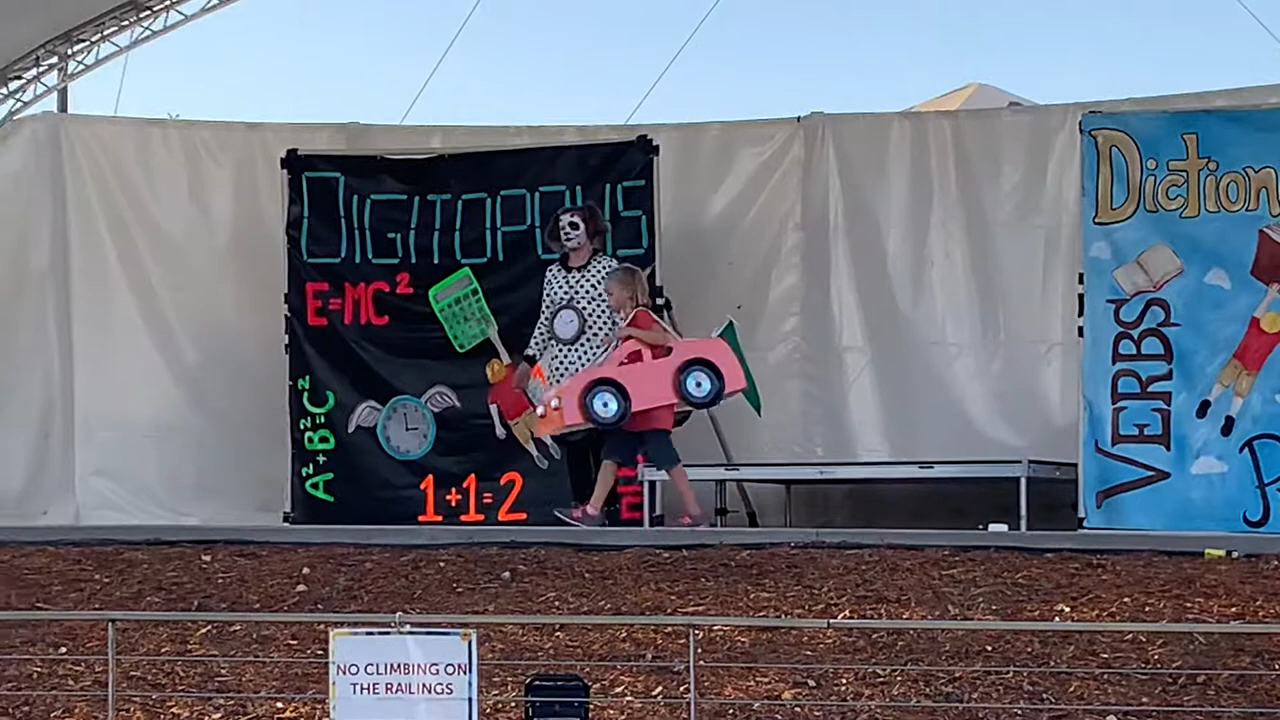 DIGITOPOLIS
E=MC²
A²+B²=C²
1+1=2
Diction
VERBS
NO CLIMBING ON
THE RAILINGS